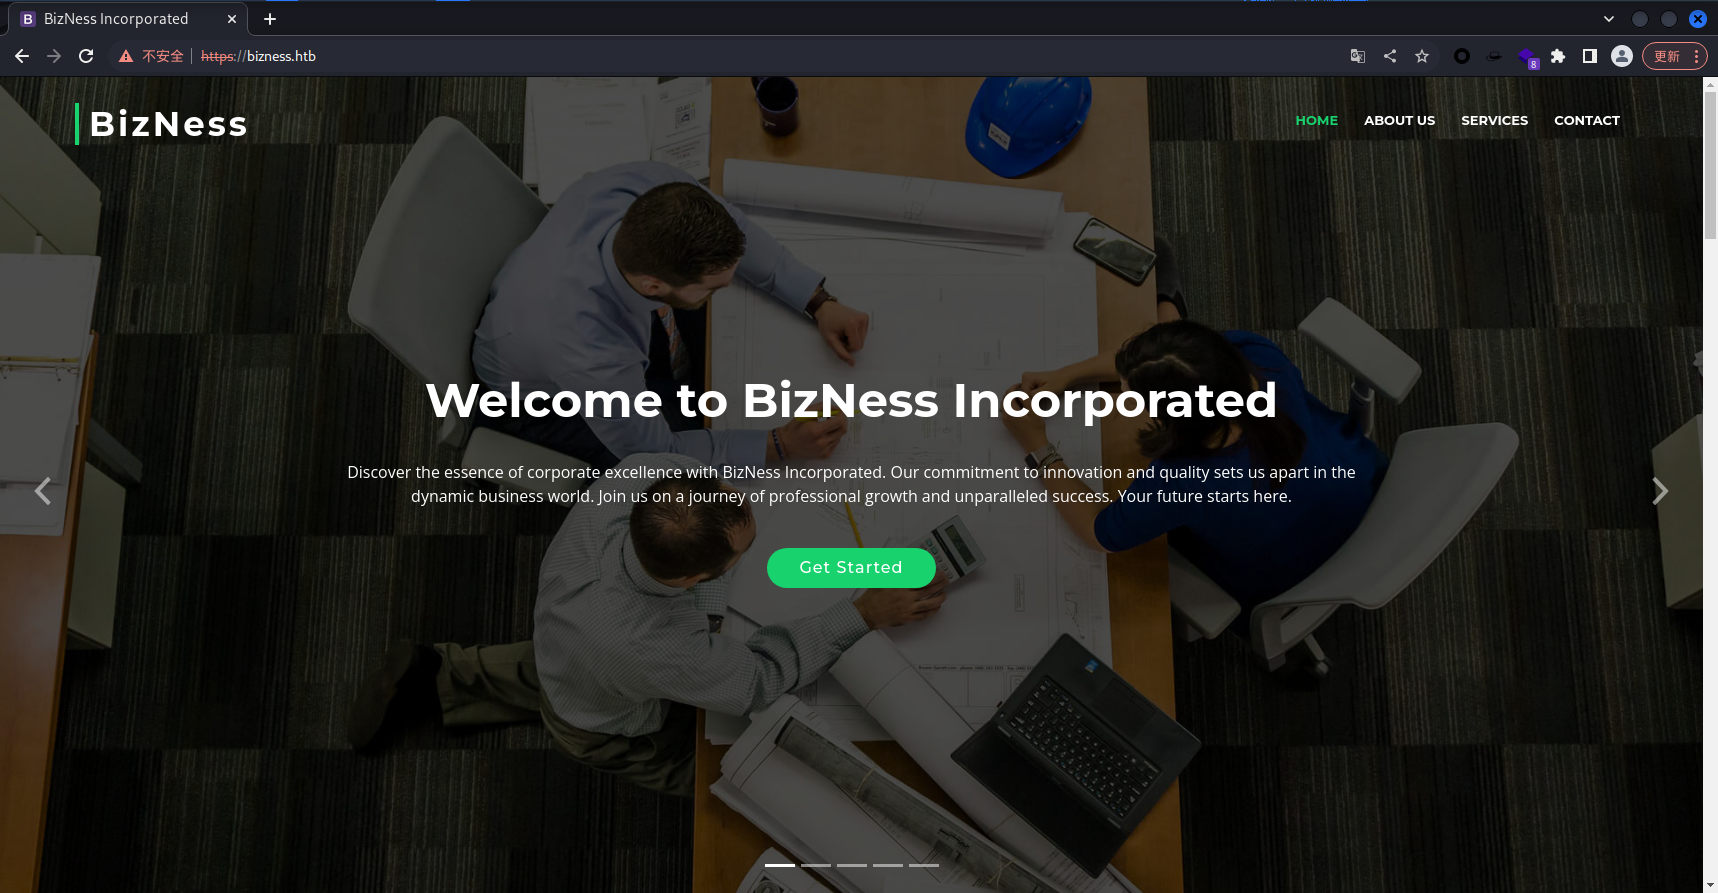 BizNess Incorporated
不安全
https://bizness.htb
8
更新
BizNess
HOME
ABOUT US
SERVICES
CONTACT
Welcome to BizNess Incorporated
Discover the essence of corporate excellence with BizNess Incorporated. Our commitment to innovation and quality sets us apart in the
dynamic business world. Join us on a journey of professional growth and unparalleled success. Your future starts here.
Get Started